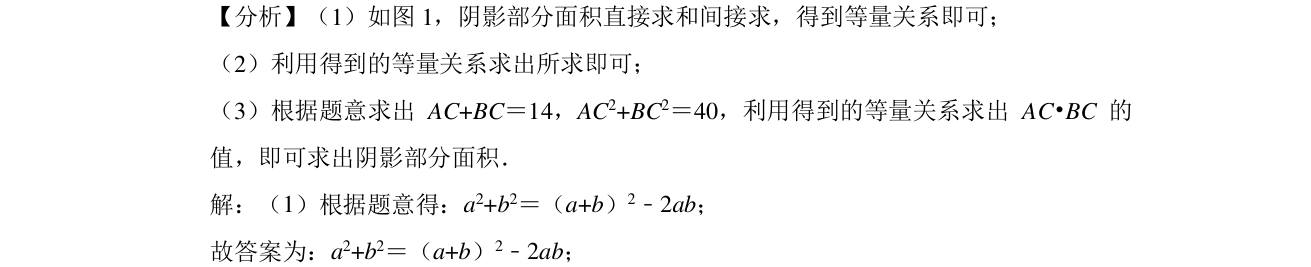 【分析】（1）如图1，阴影部分面积直接求和间接求，得到等量关系即可；
（2）利用得到的等量关系求出所求即可；
（3）根据题意求出 AC+BC＝14，AC²+BC²＝40，利用得到的等量关系求出 AC•BC 的
值，即可求出阴影部分面积．
解：（1）根据题意得：a²+b²＝（a+b）²﹣2ab；
故答案为：a²+b²＝（a+b）²﹣2ab；